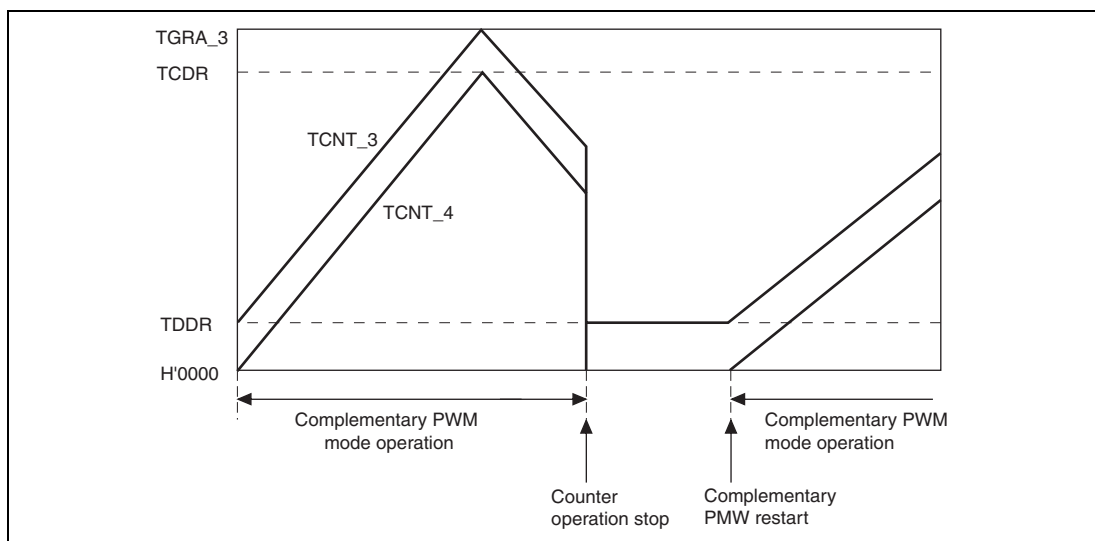 TGRA_3
TCDR
TCNT_3
TCNT_4
TDDR
H'0000
Complementary PWM
mode operation
Complementary PWM
mode operation
Counter
operation stop
Complementary
PMW restart